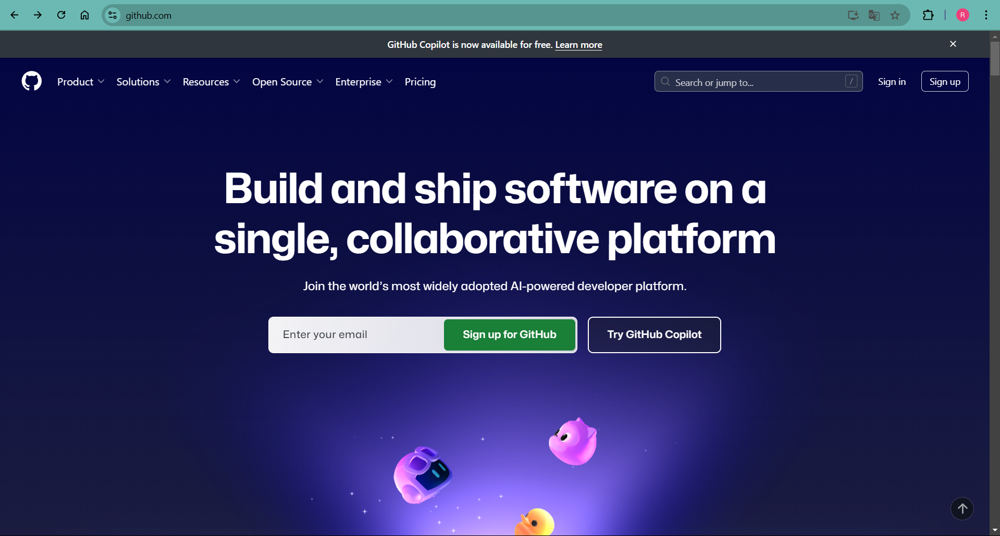 github.com
R
GitHub Copilot is now available for free. Learn more
Product Solutions Resources Open Source Enterprise Pricing
Search or jump to...
/
Sign in
Sign up
Build and ship software on a
single, collaborative platform
Join the world’s most widely adopted AI-powered developer platform.
Enter your email
Sign up for GitHub
Try GitHub Copilot